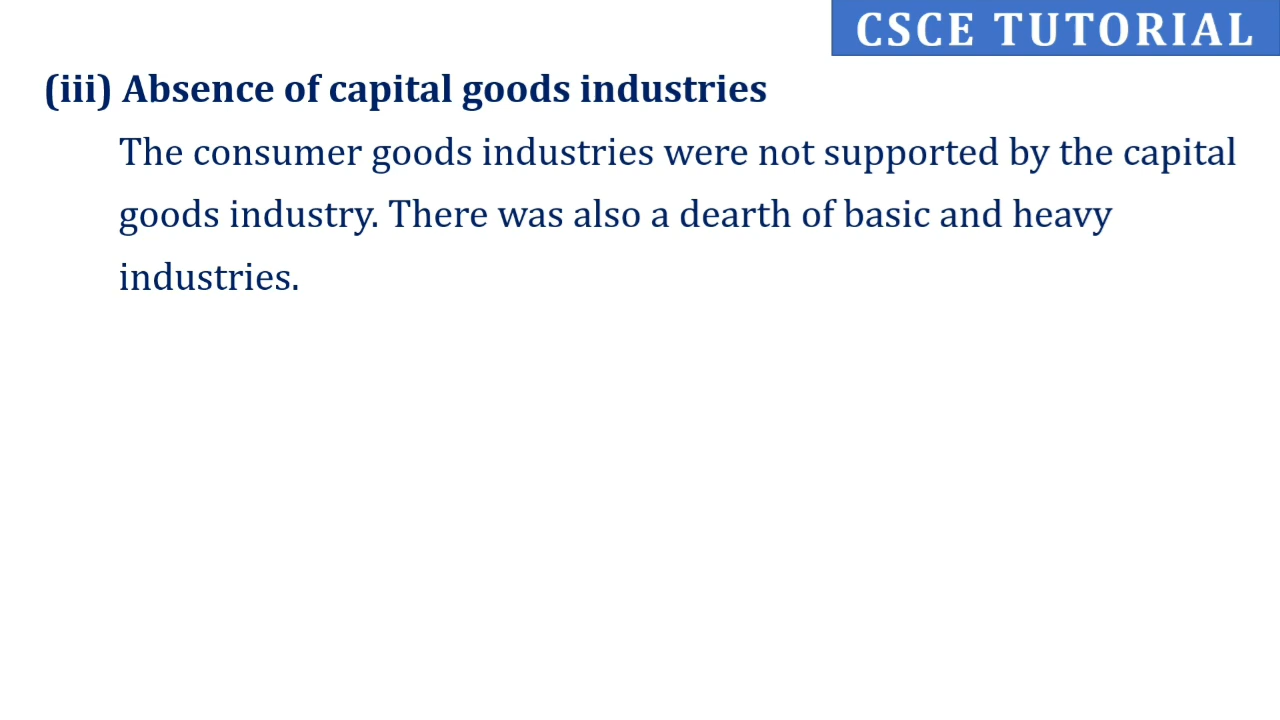 CSCE TUTORIAL
(iii) Absence of capital goods industries
The consumer goods industries were not supported by the capital
goods industry. There was also a dearth of basic and heavy
industries.